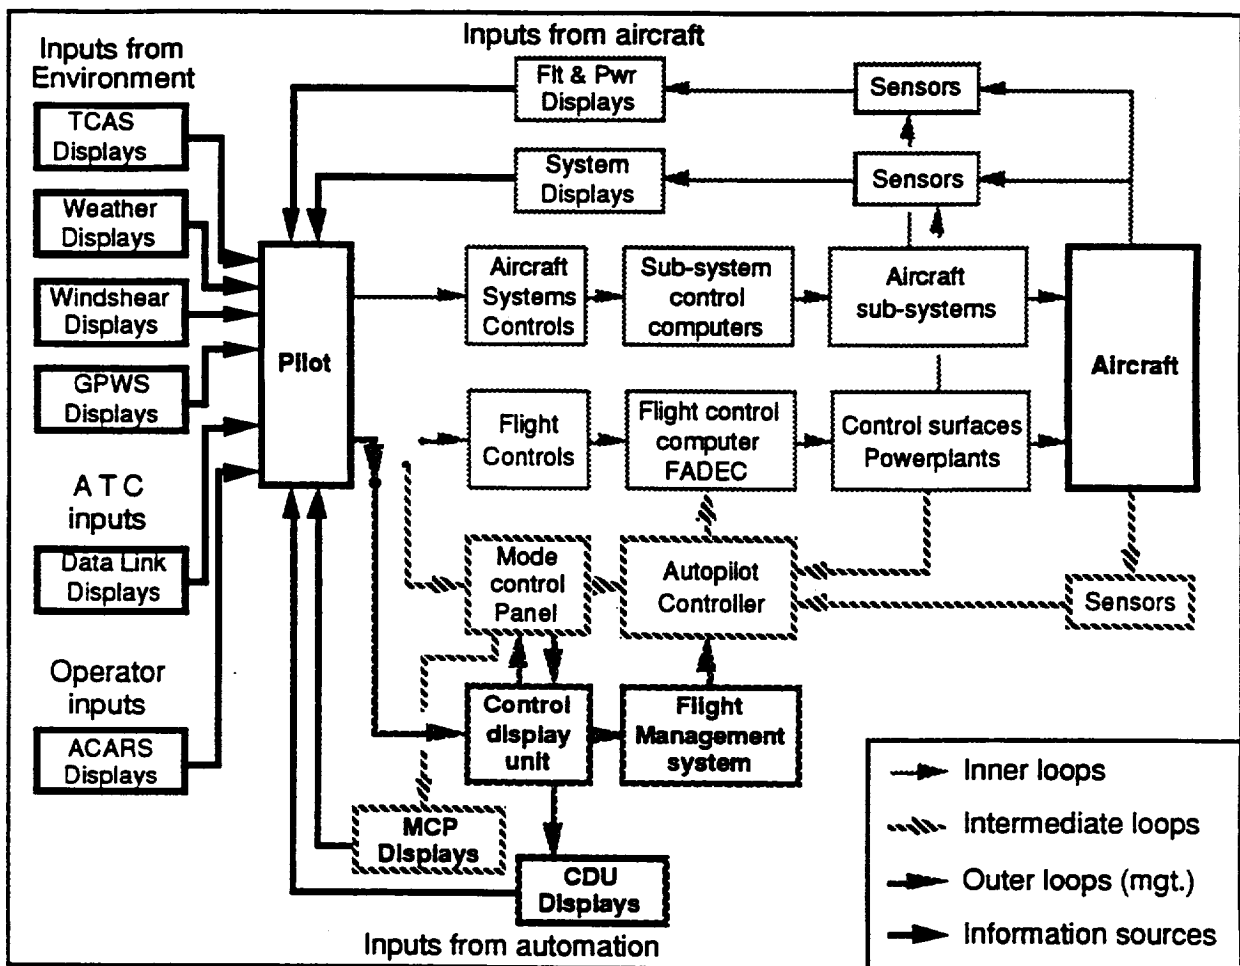 Inputs from aircraft
Inputs from
Environment
TCAS
Displays
Weather
Displays
Windshear
Displays
GPWS
Displays
A T C
inputs
Data Link
Displays
Operator
inputs
ACARS
Displays
Pilot
Flt & Pwr
Displays
Sensors
System
Displays
Sensors
Aircraft
Systems
Controls
Sub-system
control
computers
Aircraft
sub-systems
Aircraft
Flight
Controls
Flight control
computer
FADEC
Control surfaces
Powerplants
Mode
control
Panel
Autopilot
Controller
Sensors
Control
display
unit
Flight
Management
system
MCP
Displays
CDU
Displays
Inputs from automation
Inner loops
Intermediate loops
Outer loops (mgt.)
Information sources